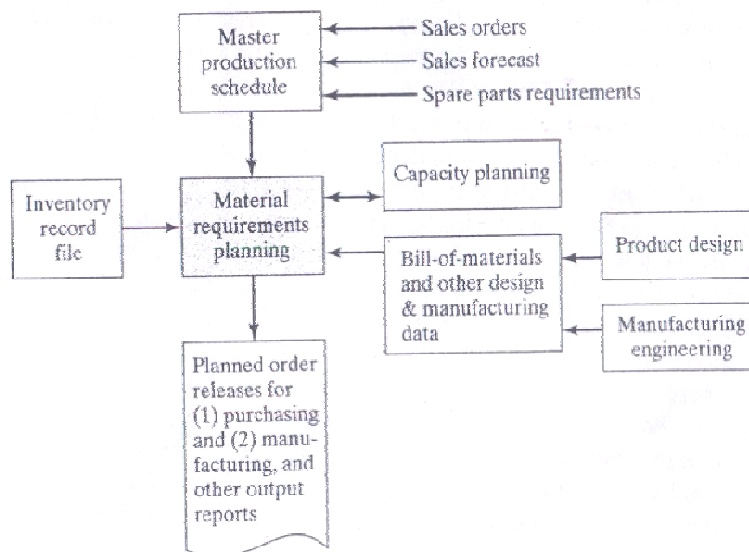 Master
production
schedule
Sales orders
Sales forecast
Spare parts requirements
Inventory
record
file
Material
requirements
planning
Capacity planning
Bill-of-materials
and other design
& manufacturing
data
Product design
Manufacturing
engineering
Planned order
releases for
(1) purchasing
and (2) manu-
facturing, and
other output
reports